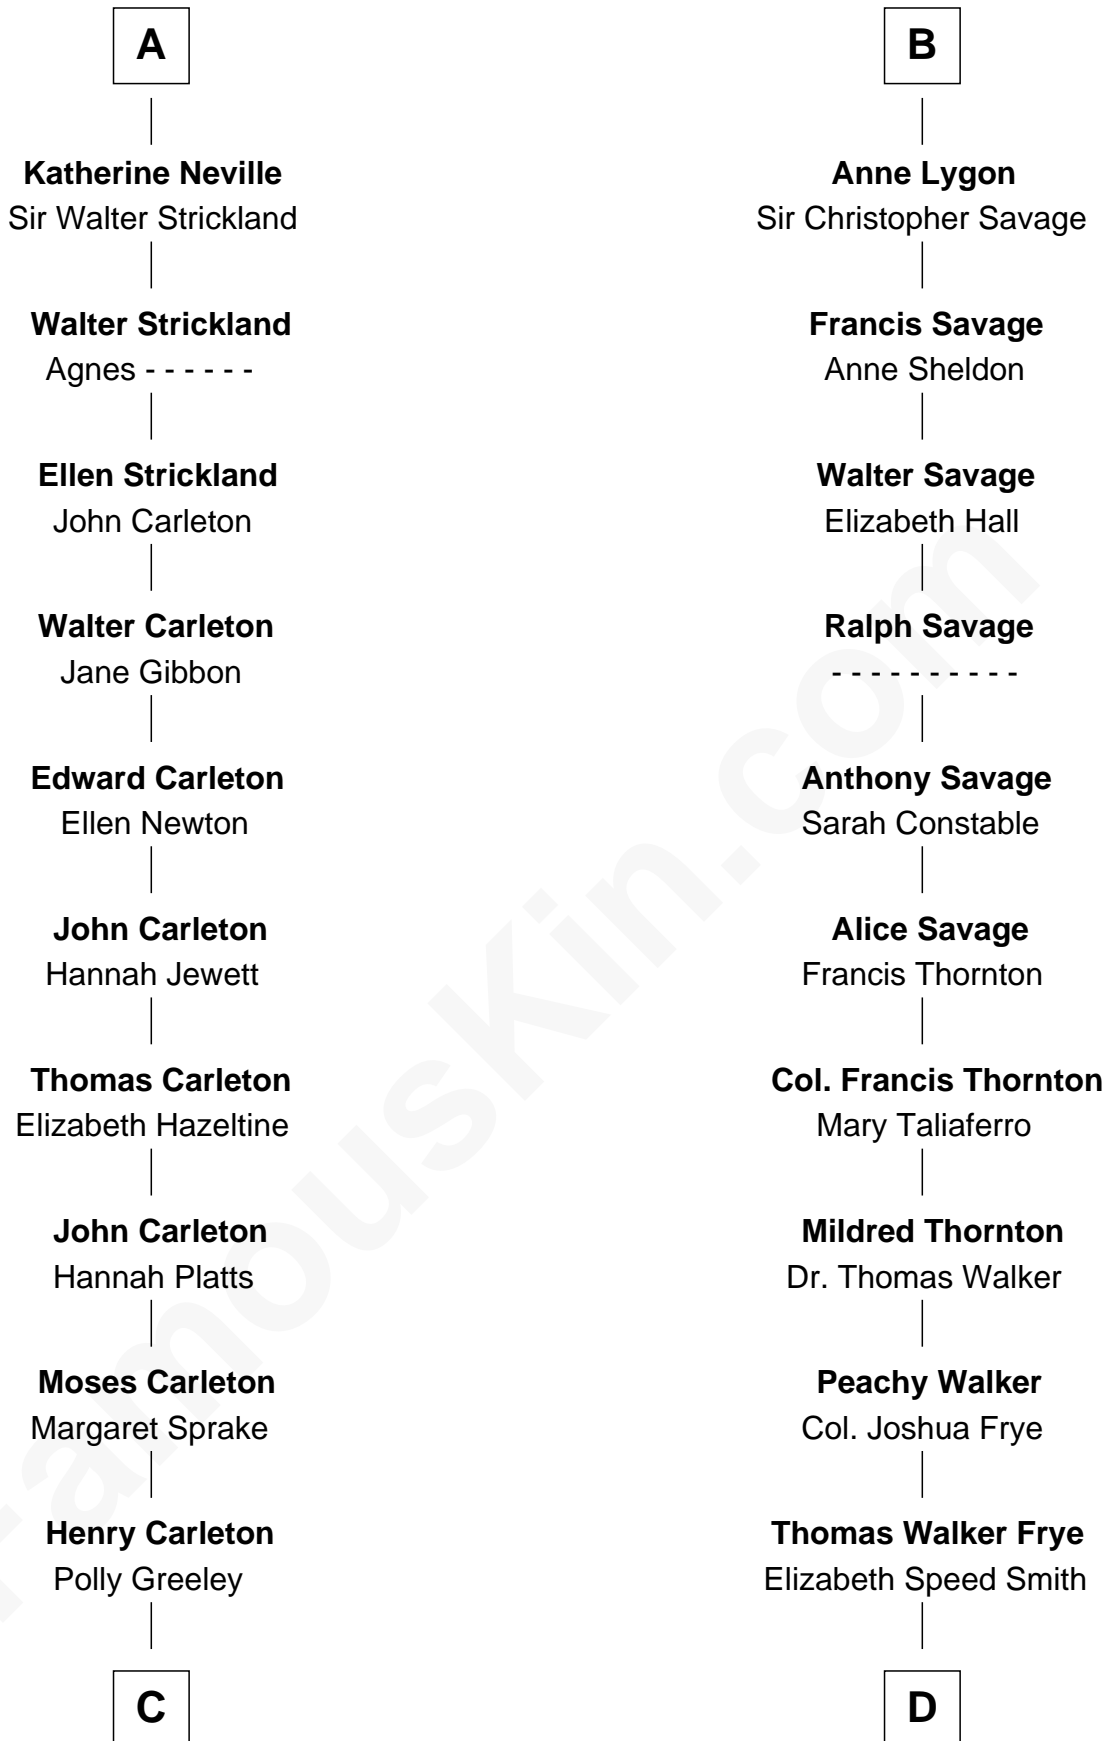 A
Katherine Neville
Sir Walter Strickland
Walter Strickland
Agnes - - - - - -
Ellen Strickland
John Carleton
Walter Carleton
Jane Gibbon
Edward Carleton
Ellen Newton
John Carleton
Hannah Jewett
Thomas Carleton
Elizabeth Hazeltine
John Carleton
Hannah Platts
Moses Carleton
Margaret Sprake
Henry Carleton
Polly Greeley
C
B
Anne Lygon
Sir Christopher Savage
Francis Savage
Anne Sheldon
Walter Savage
Elizabeth Hall
Ralph Savage
- - - - - - - - - -
Anthony Savage
Sarah Constable
Alice Savage
Francis Thornton
Col. Francis Thornton
Mary Taliaferro
Mildred Thornton
Dr. Thomas Walker
Peachy Walker
Col. Joshua Frye
Thomas Walker Frye
Elizabeth Speed Smith
D
FamousKin.com